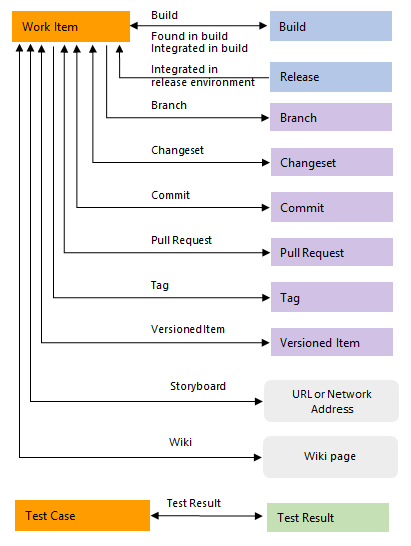 Work Item
Build
Found in build
Integrated in build
Build
Integrated in
release environment
Release
Branch
Branch
Changeset
Changeset
Commit
Commit
Pull Request
Pull Request
Tag
Tag
Versioned Item
Versioned Item
Storyboard
URL or Network
Address
Wiki
Wiki page
Test Case
Test Result
Test Result